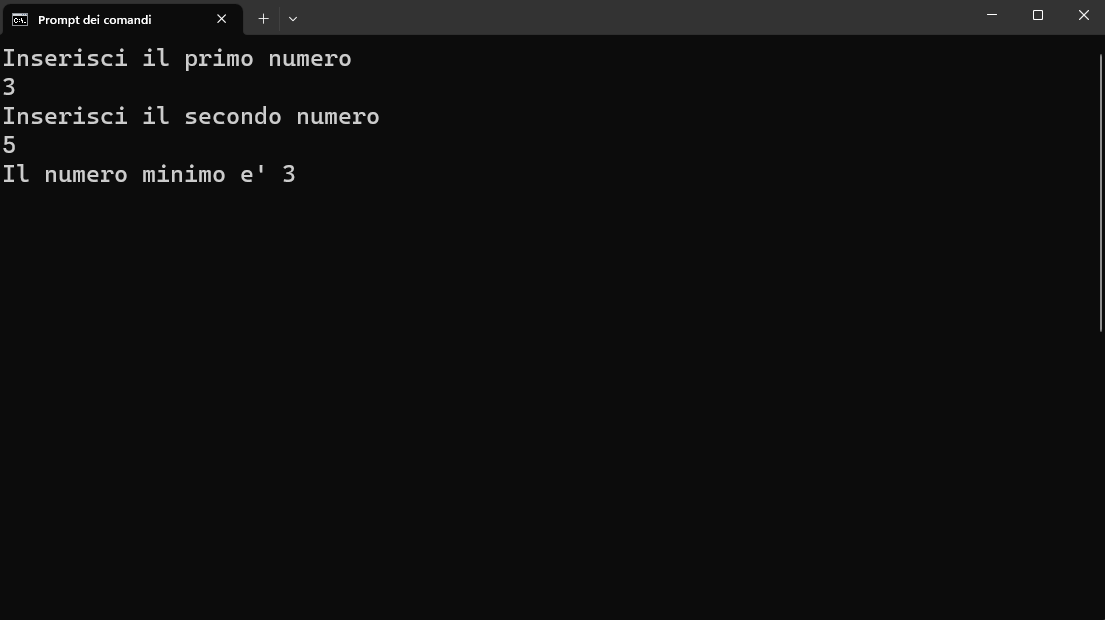 Prompt dei comandi
Inserisci il primo numero
3
Inserisci il secondo numero
5
Il numero minimo e' 3